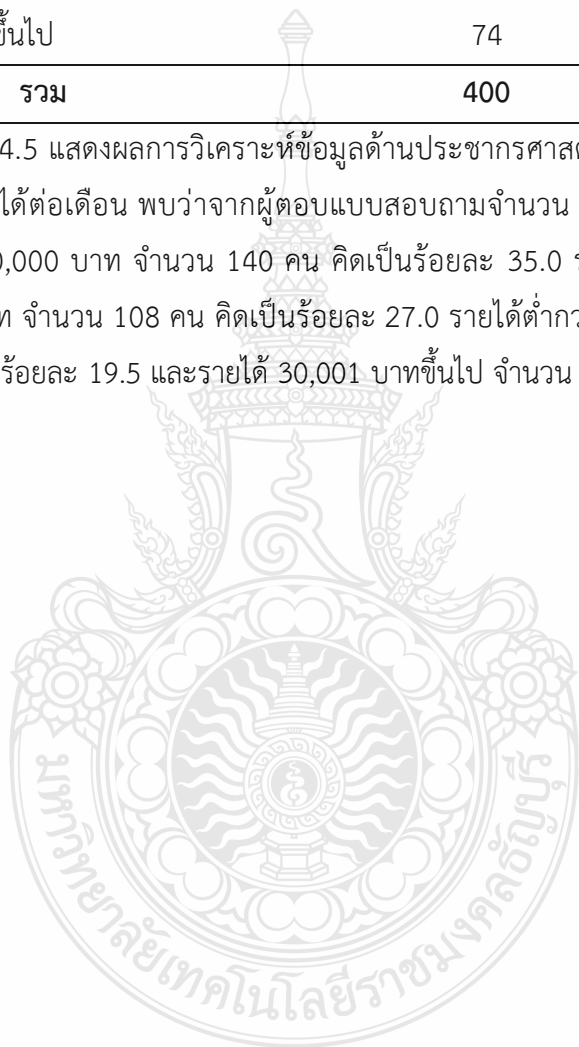 ขึ้นไป 74
รวม 400
4.5 แสดงผลการวิเคราะห์ข้อมูลด้านประชากรศาสต
ได้ต่อเดือน พบว่าจากผู้ตอบแบบสอบถามจำนวน
0,000 บาท จำนวน 140 คน คิดเป็นร้อยละ 35.0 ร
ท จำนวน 108 คน คิดเป็นร้อยละ 27.0 รายได้ต่ำกว
ร้อยละ 19.5 และรายได้ 30,001 บาทขึ้นไป จำนวน
มหาวิทยาลัยเทคโนโลยีราชมงคลธัญบุรี